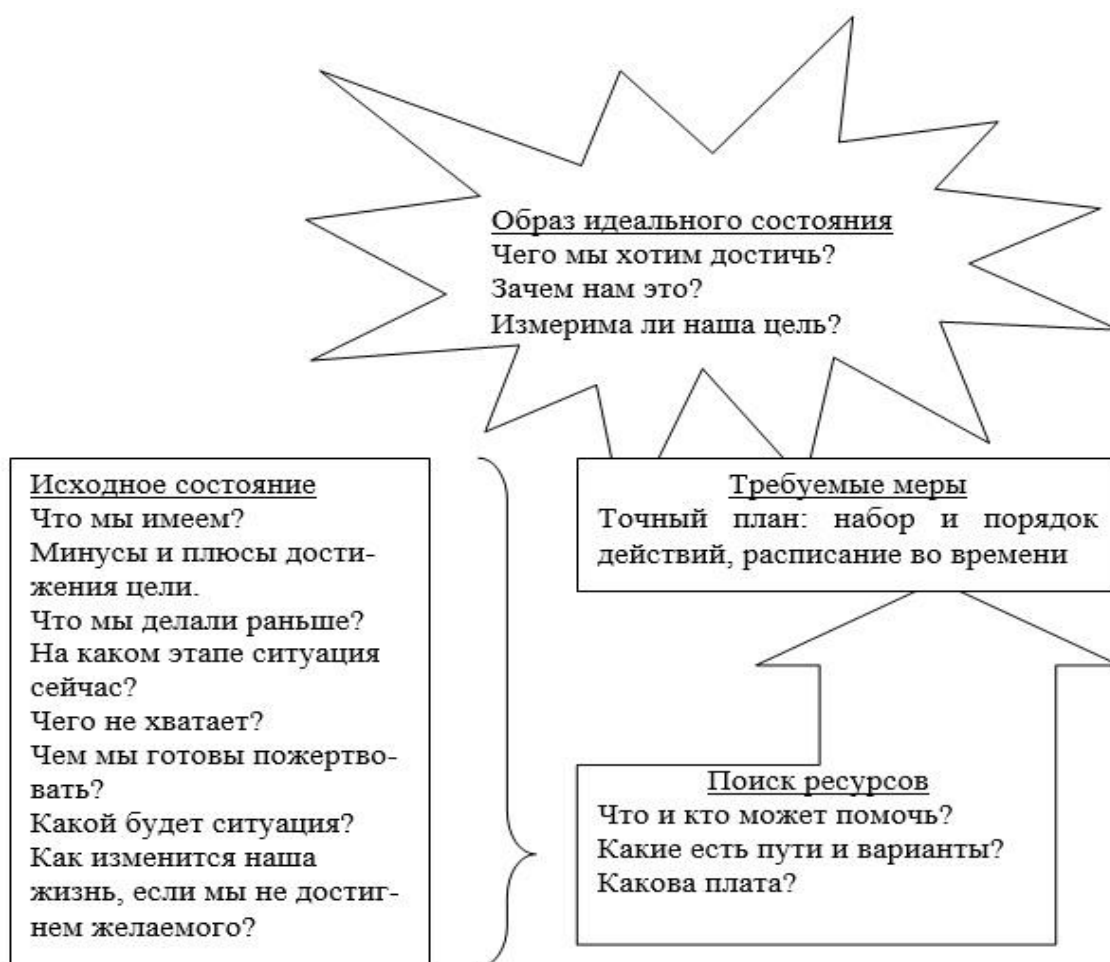 Образ идеального состояния
Чего мы хотим достичь?
Зачем нам это?
Измерима ли наша цель?
Исходное состояние
Что мы имеем?
Минусы и плюсы дости-
жения цели.
Что мы делали раньше?
На каком этапе ситуация
сейчас?
Чего не хватает?
Чем мы готовы пожертво-
вать?
Какой будет ситуация?
Как изменится наша
жизнь, если мы не достиг-
нем желаемого?
Требуемые меры
Точный план: набор и порядок
действий, расписание во времени
Поиск ресурсов
Что и кто может помочь?
Какие есть пути и варианты?
Какова плата?